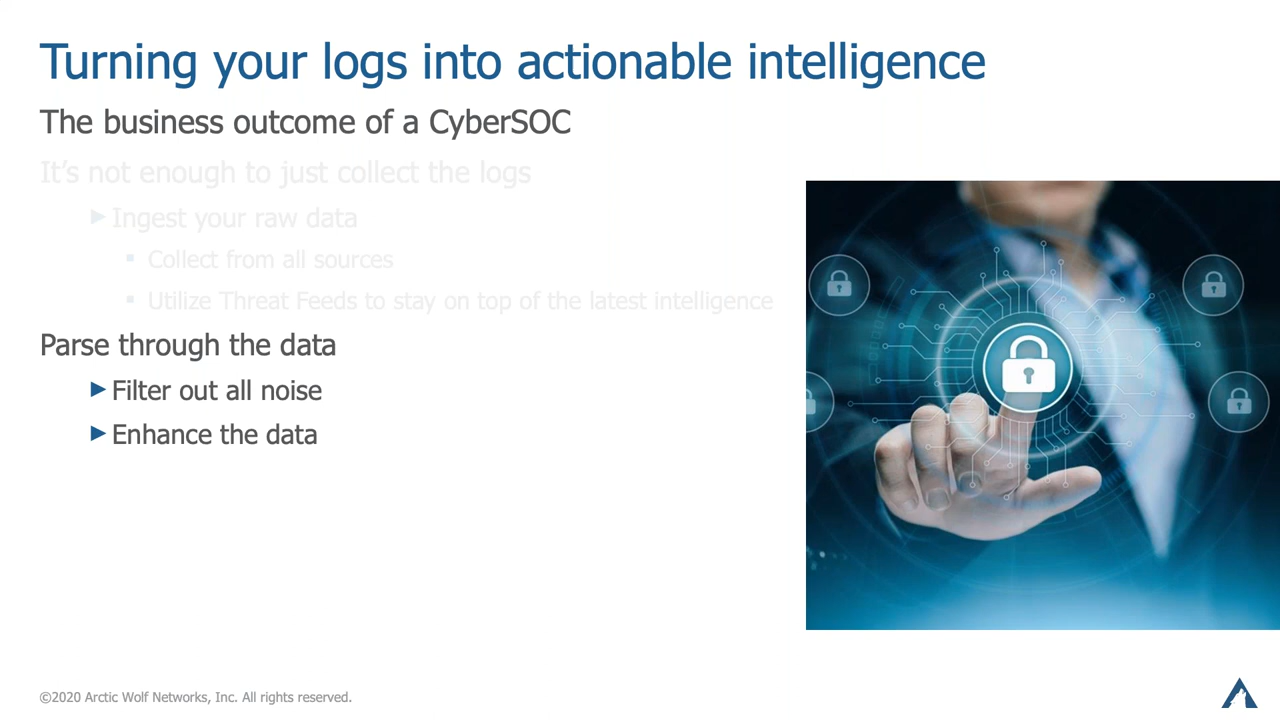 Turning your logs into actionable intelligence
The business outcome of a CyberSOC
It's not enough to just collect the logs
Ingest your raw data
Collect from all sources
Utilize Threat Feeds to stay on top of the latest intelligence
Parse through the data
Filter out all noise
Enhance the data
©2020 Arctic Wolf Networks, Inc. All rights reserved.